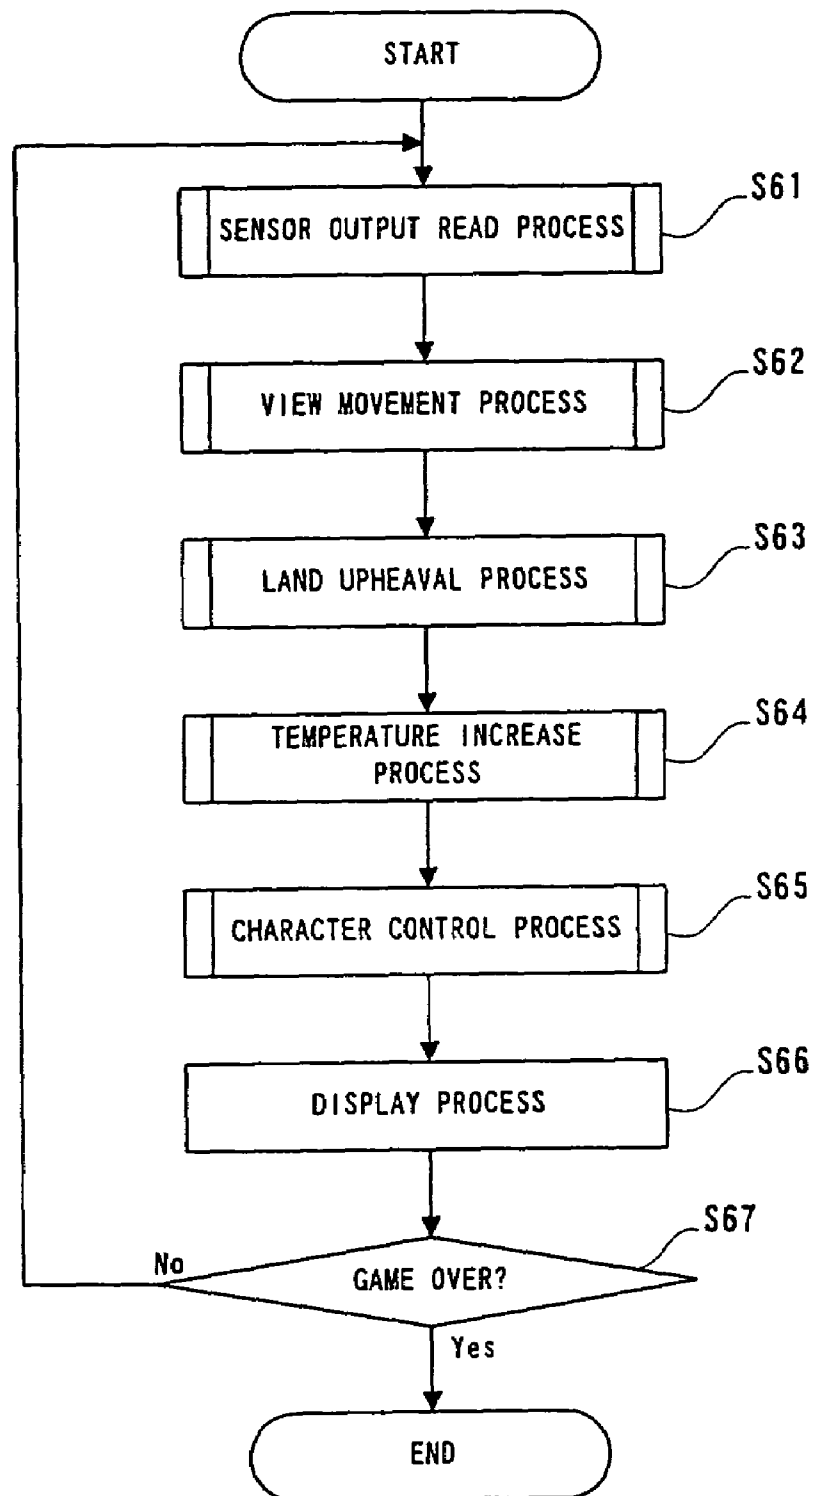 START
S61
SENSOR OUTPUT READ PROCESS
S62
VIEW MOVEMENT PROCESS
S63
LAND UPHEAVAL PROCESS
S64
TEMPERATURE INCREASE
PROCESS
S65
CHARACTER CONTROL PROCESS
S66
DISPLAY PROCESS
S67
No
GAME OVER?
Yes
END